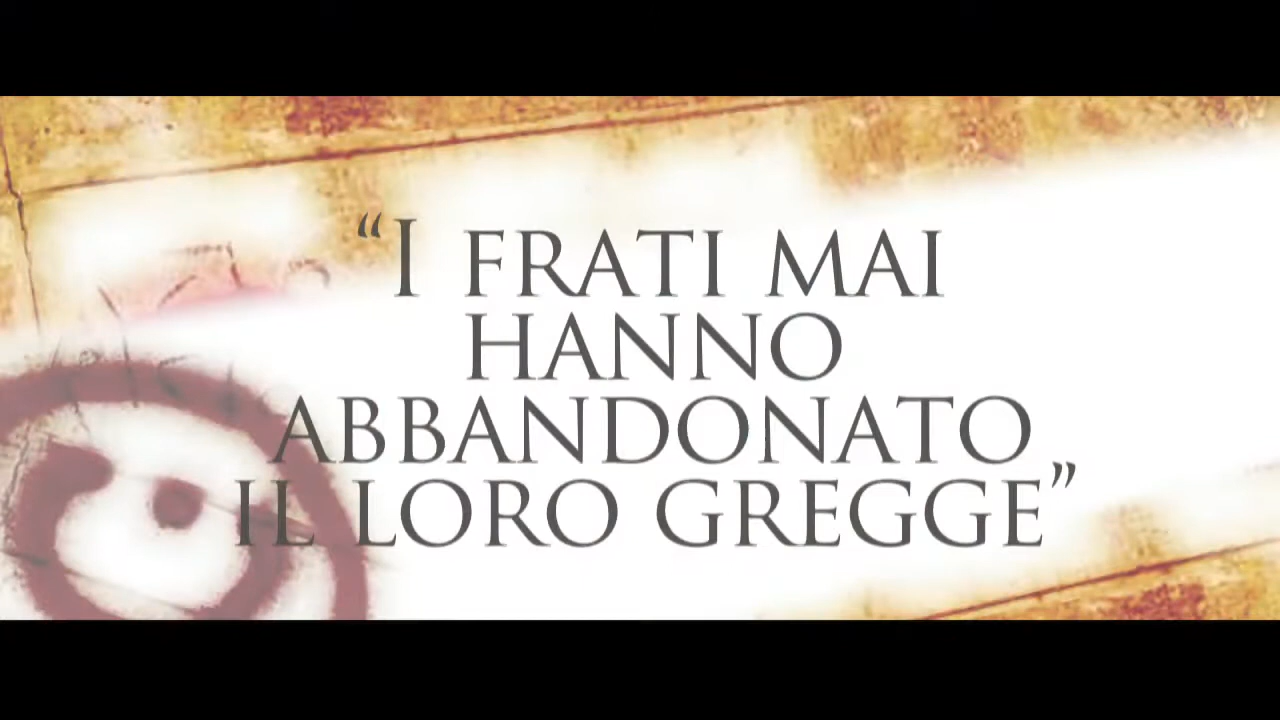 “I FRATI MAI
HANNO
ABBANDONATO
IL LORO GREGGE”